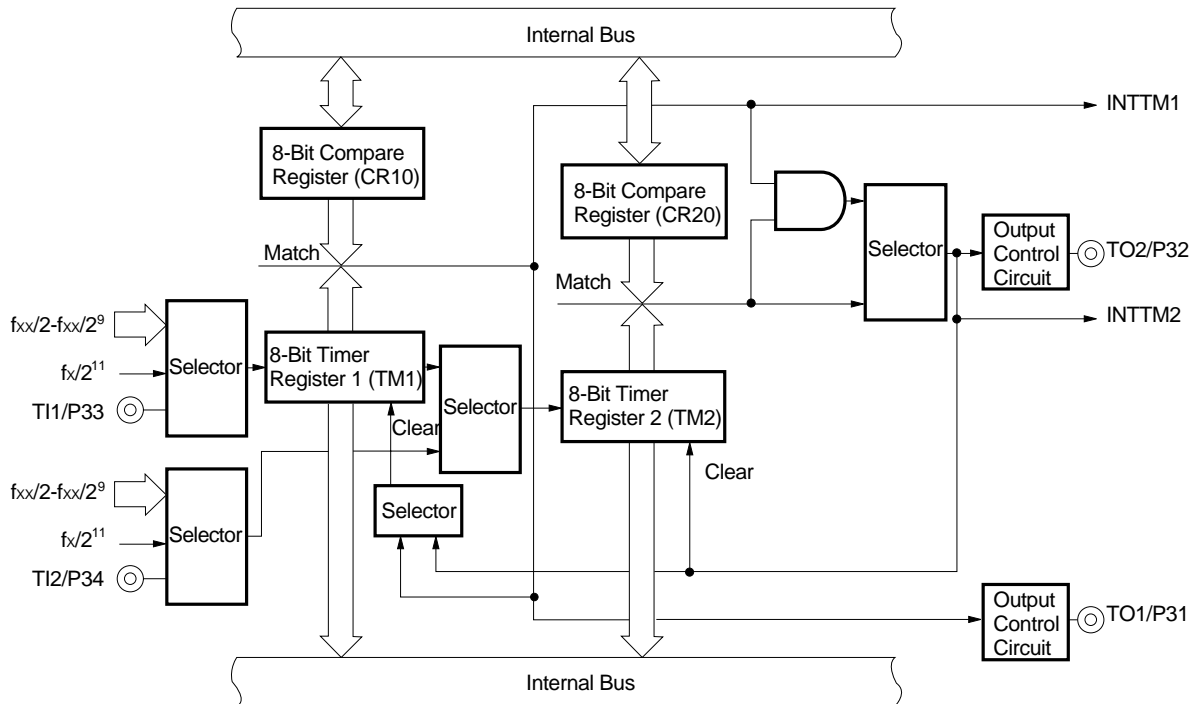 Internal Bus
INTTM1
8-Bit Compare
Register (CR10)
8-Bit Compare
Register (CR20)
Selector
Output
Control
Circuit
TO2/P32
Match
Match
INTTM2
fxx/2-fxx/2⁹
fx/2¹¹
TI1/P33
Selector
8-Bit Timer
Register 1 (TM1)
Clear
Selector
8-Bit Timer
Register 2 (TM2)
Clear
fxx/2-fxx/2⁹
fx/2¹¹
TI2/P34
Selector
Selector
Output
Control
Circuit
TO1/P31
Internal Bus